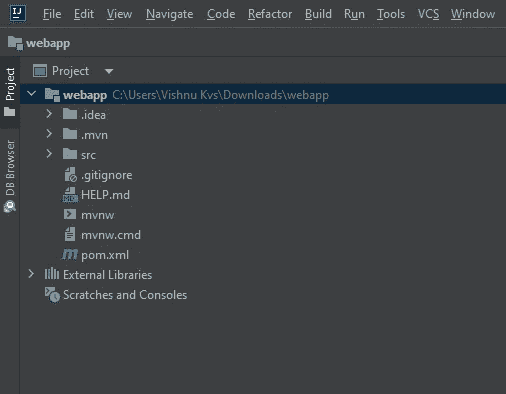 IJ File Edit View Navigate Code Refactor Build Run Tools VCS Window
webapp
Project
Project
webapp C:\Users\Vishnu Kvs\Downloads\webapp
.idea
.mvn
DB Browser
src
.gitignore
HELP.md
mvnw
mvnw.cmd
pom.xml
External Libraries
Scratches and Consoles